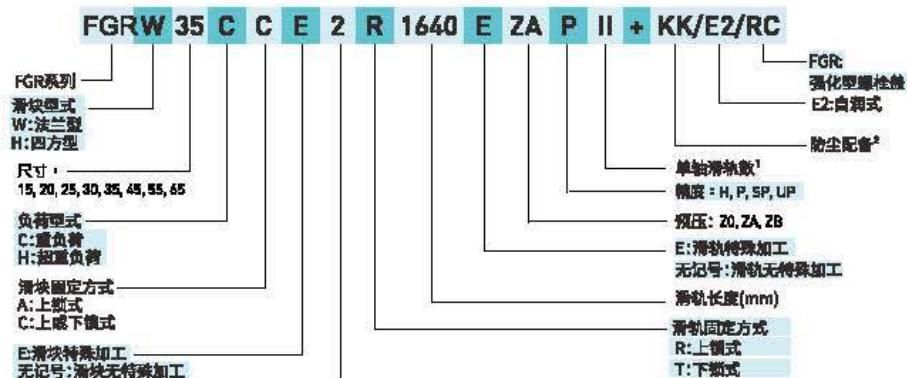 FGRW 35 C C E 2 R 1640 E ZA P II + KK/E2/RC
FGR系列
滑块型式
W:法兰型
H:四方型
尺寸:
15, 20, 25, 30, 35, 45, 55, 65
负荷型式
C:重负荷
H:超重负荷
滑块固定方式
A:上锁式
C:上或下锁式
E:滑块特殊加工
无记号:滑块无特殊加工
FGR:
强化型螺栓盖
E2:自润式
防尘配备²
单轴滑轨数¹
精度:H, P, SP, UP
预压: Z0, ZA, ZB
E:滑轨特殊加工
无记号:滑轨无特殊加工
滑轨长度(mm)
滑轨固定方式
R:上锁式
T:下锁式